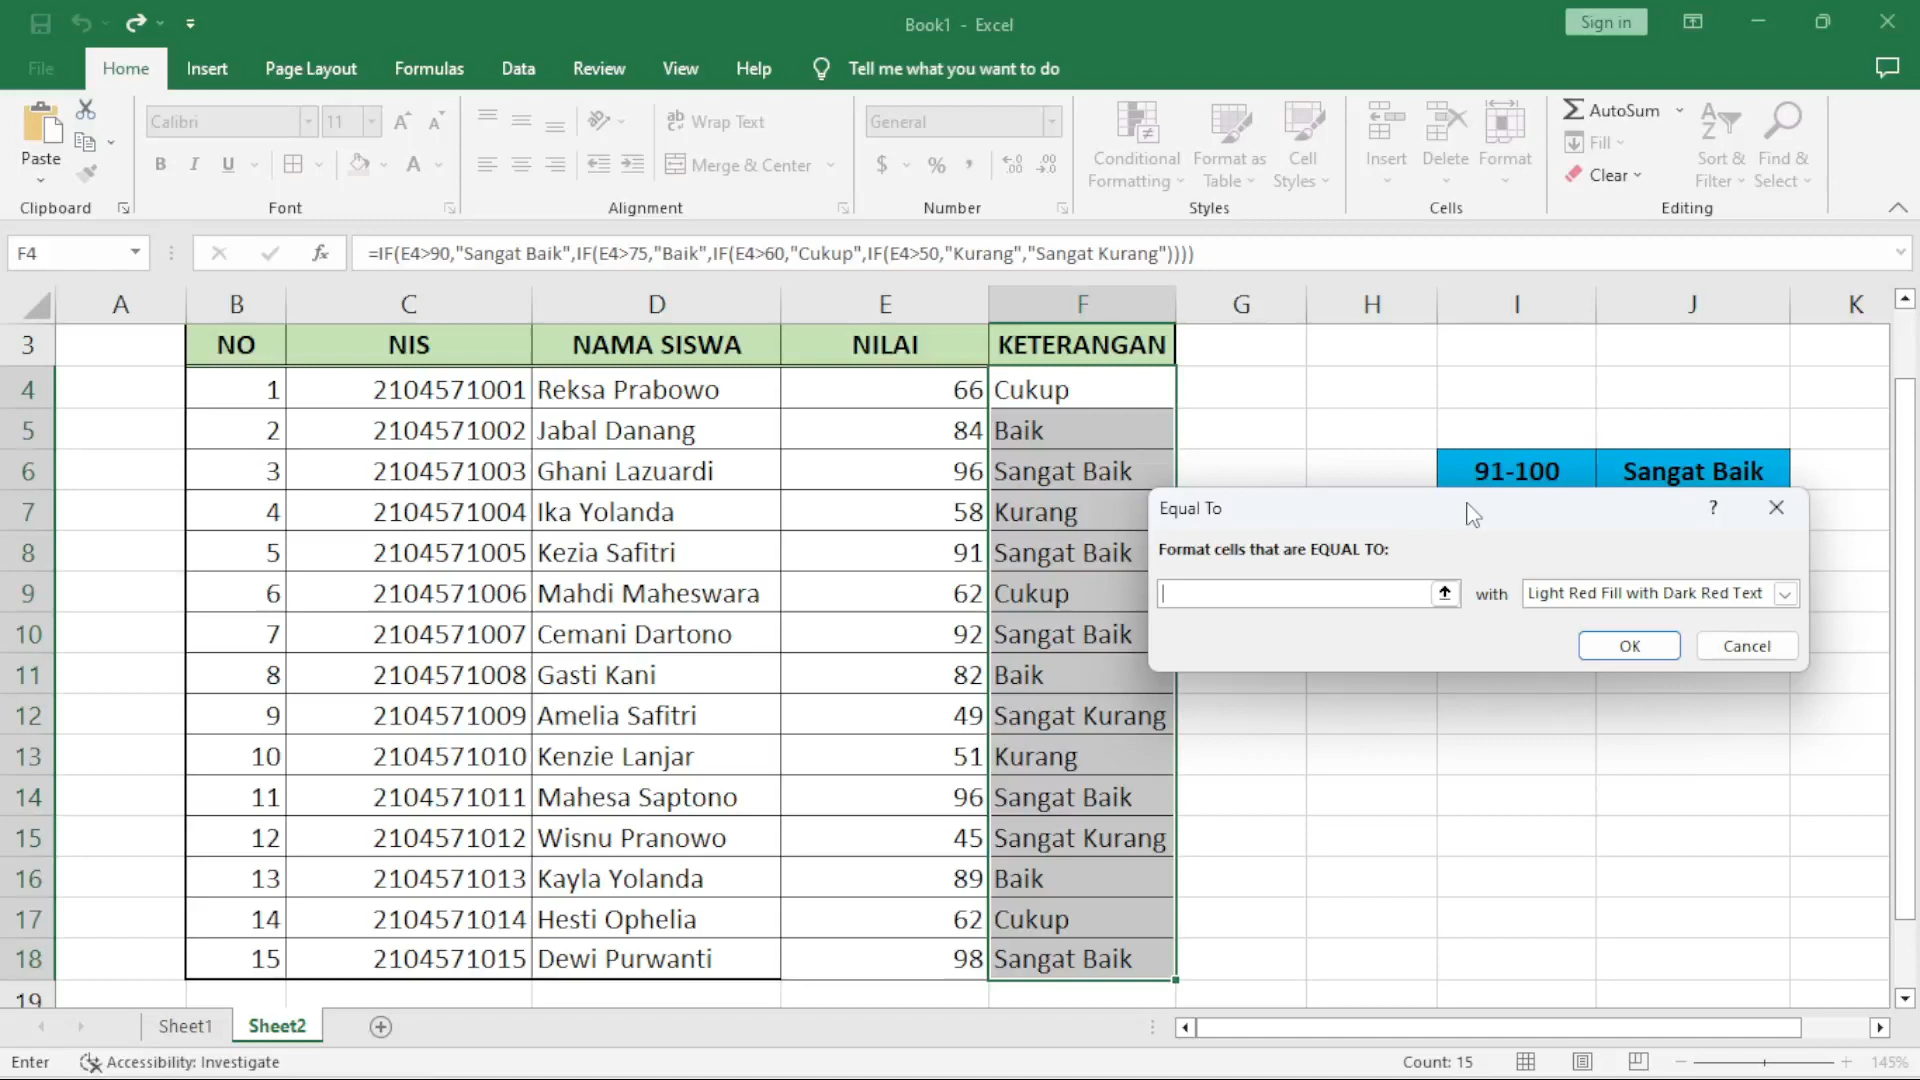 Book1 - Excel
Sign in
File Home Insert Page Layout Formulas Data Review View Help Tell me what you want to do
Paste
Clipboard
Calibri 11
B I U A
Font
ab Wrap Text
Merge & Center
Alignment
General
$ % ,
Number
Conditional Formatting
Format as Table
Cell Styles
Styles
Insert Delete Format
Cells
AutoSum
Fill
Clear
Sort & Filter
Find & Select
Editing
F4 fx =IF(E4>90,"Sangat Baik",IF(E4>75,"Baik",IF(E4>60,"Cukup",IF(E4>50,"Kurang","Sangat Kurang"))))
A B C D E F G H I J K
3 NO NIS NAMA SISWA NILAI KETERANGAN
4 1 2104571001 Reksa Prabowo 66 Cukup
5 2 2104571002 Jabal Danang 84 Baik
6 3 2104571003 Ghani Lazuardi 96 Sangat Baik 91-100 Sangat Baik
7 4 2104571004 Ika Yolanda 58 Kurang
8 5 2104571005 Kezia Safitri 91 Sangat Baik
9 6 2104571006 Mahdi Maheswara 62 Cukup
10 7 2104571007 Cemani Dartono 92 Sangat Baik
11 8 2104571008 Gasti Kani 82 Baik
12 9 2104571009 Amelia Safitri 49 Sangat Kurang
13 10 2104571010 Kenzie Lanjar 51 Kurang
14 11 2104571011 Mahesa Saptono 96 Sangat Baik
15 12 2104571012 Wisnu Pranowo 45 Sangat Kurang
16 13 2104571013 Kayla Yolanda 89 Baik
17 14 2104571014 Hesti Ophelia 62 Cukup
18 15 2104571015 Dewi Purwanti 98 Sangat Baik
19
Equal To ?
Format cells that are EQUAL TO:
with Light Red Fill with Dark Red Text
OK Cancel
Sheet1 Sheet2
Enter Accessibility: Investigate Count: 15 145%